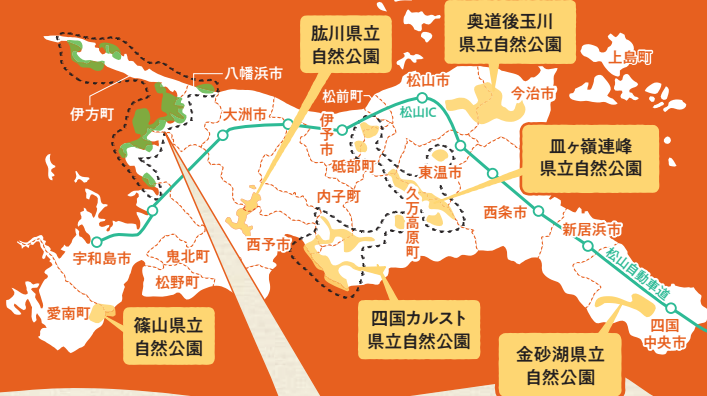 奥道後玉川
県立自然公園
肱川県立
自然公園
上島町
八幡浜市
松山市
今治市
伊方町
大洲市
松前町
松山IC
伊予市
皿ヶ嶺連峰
県立自然公園
砥部町
東温市
内子町
久万高原町
西条市
新居浜市
西予市
宇和島市
鬼北町
松野町
松山自動車道
愛南町
篠山県立
自然公園
四国カルスト
県立自然公園
四国
中央市
金砂湖県立
自然公園